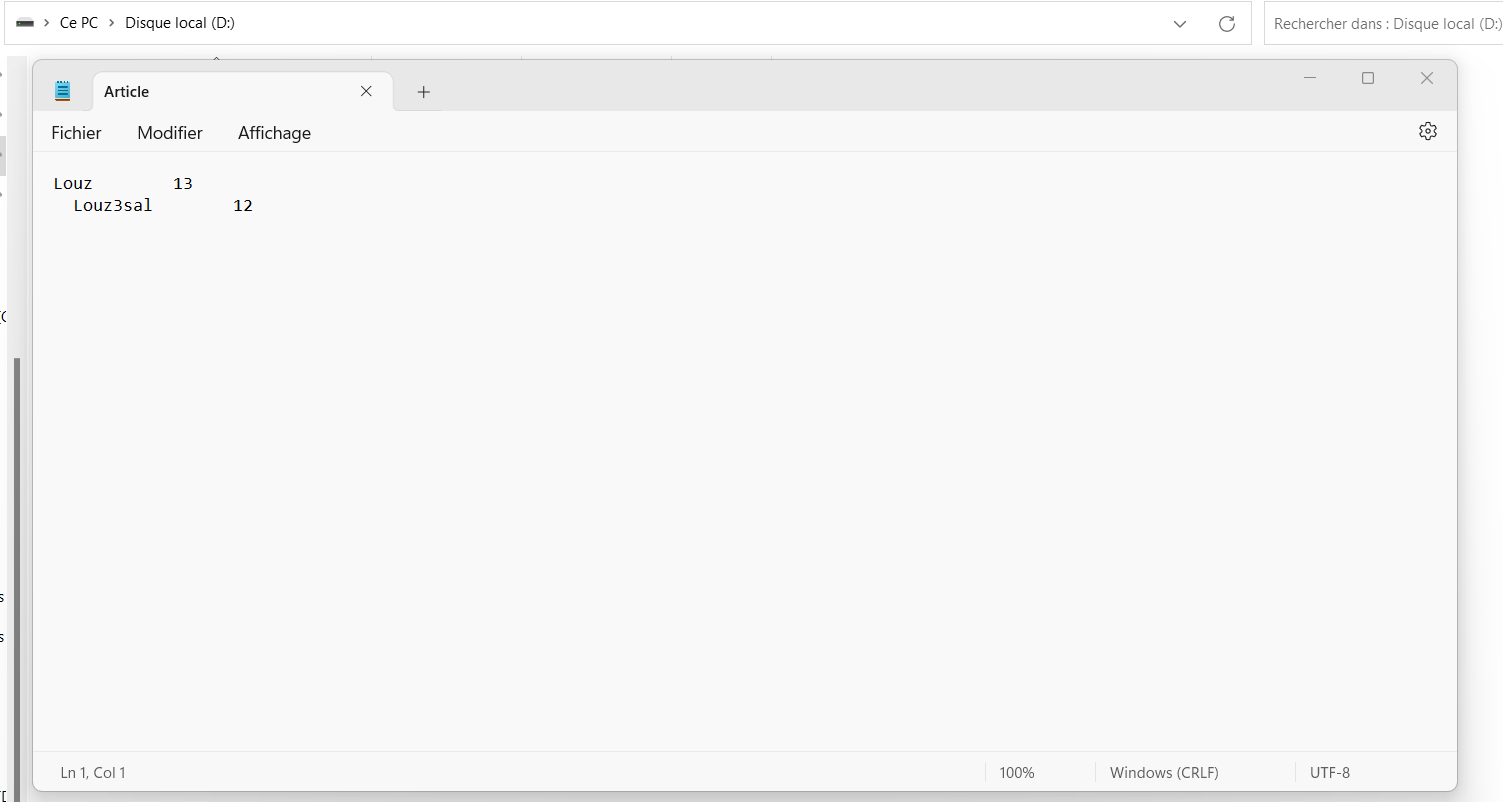 Ce PC > Disque local (D:)
Rechercher dans : Disque local (D:)
Article
Fichier Modifier Affichage
Louz 13
Louz3sal 12
Ln 1, Col 1 100% Windows (CRLF) UTF-8